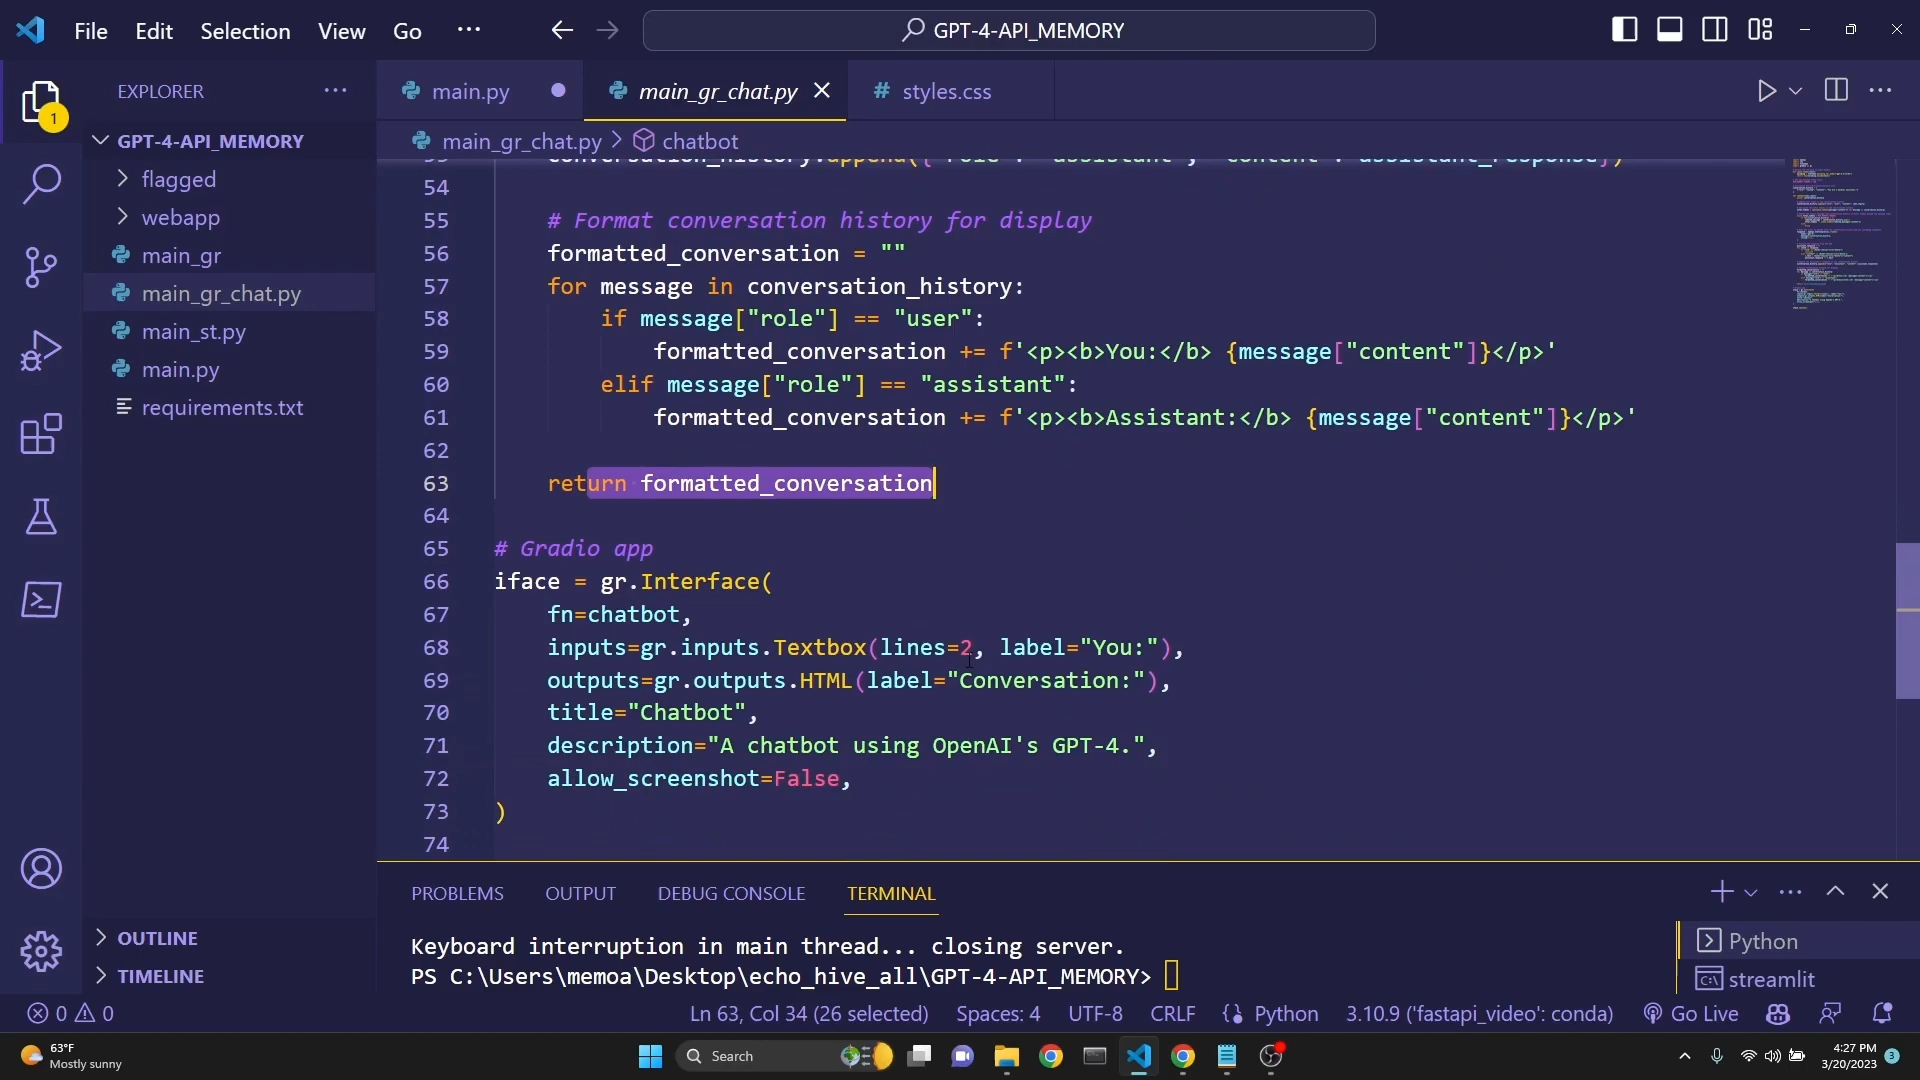 File Edit Selection View Go ··· GPT-4-API_MEMORY
EXPLORER ···
main.py main_gr_chat.py # styles.css ···
GPT-4-API_MEMORY
main_gr_chat.py > chatbot
1
flagged
webapp
main_gr
main_gr_chat.py
main_st.py
main.py
requirements.txt
OUTLINE
TIMELINE
conversation_history.append({"role": "assistant", "content": assistant_response})
54
55 # Format conversation history for display
56 formatted_conversation = ""
57 for message in conversation_history:
58 if message["role"] == "user":
59 formatted_conversation += f'<p><b>You:</b> {message["content"]}</p>'
60 elif message["role"] == "assistant":
61 formatted_conversation += f'<p><b>Assistant:</b> {message["content"]}</p>'
62
63 return formatted_conversation
64
65 # Gradio app
66 iface = gr.Interface(
67 fn=chatbot,
68 inputs=gr.inputs.Textbox(lines=2, label="You:"),
69 outputs=gr.outputs.HTML(label="Conversation:"),
70 title="Chatbot",
71 description="A chatbot using OpenAI's GPT-4.",
72 allow_screenshot=False,
73 )
74
PROBLEMS OUTPUT DEBUG CONSOLE TERMINAL ···
Keyboard interruption in main thread... closing server.
PS C:\Users\memoa\Desktop\echo_hive_all\GPT-4-API_MEMORY>
Python
streamlit
0 0 Ln 63, Col 34 (26 selected) Spaces: 4 UTF-8 CRLF Python 3.10.9 ('fastapi_video': conda) Go Live
63°F
Mostly sunny
Search
4:27 PM
3/20/2023
3